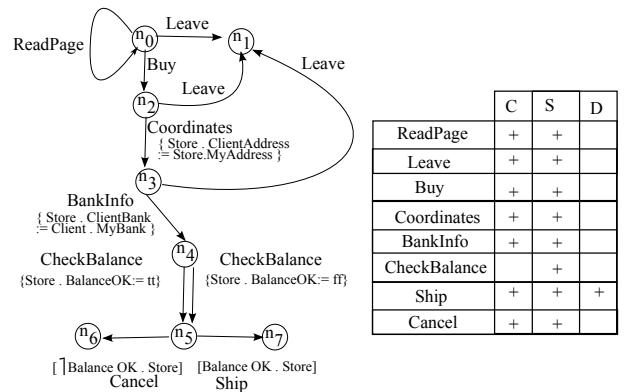 n0
Leave
n1
ReadPage
Buy
Leave
Leave
n2
Coordinates
{ Store . ClientAddress
:= Store.MyAddress }
n3
BankInfo
{ Store . ClientBank
:= Client . MyBank }
n4
CheckBalance
{Store . BalanceOK:= tt}
CheckBalance
{Store . BalanceOK:= ff}
n6
n5
n7
[ ⅂Balance OK . Store]
Cancel
[Balance OK . Store]
Ship
C S D
ReadPage + +
Leave + +
Buy + +
Coordinates + +
BankInfo + +
CheckBalance +
Ship + + +
Cancel + +